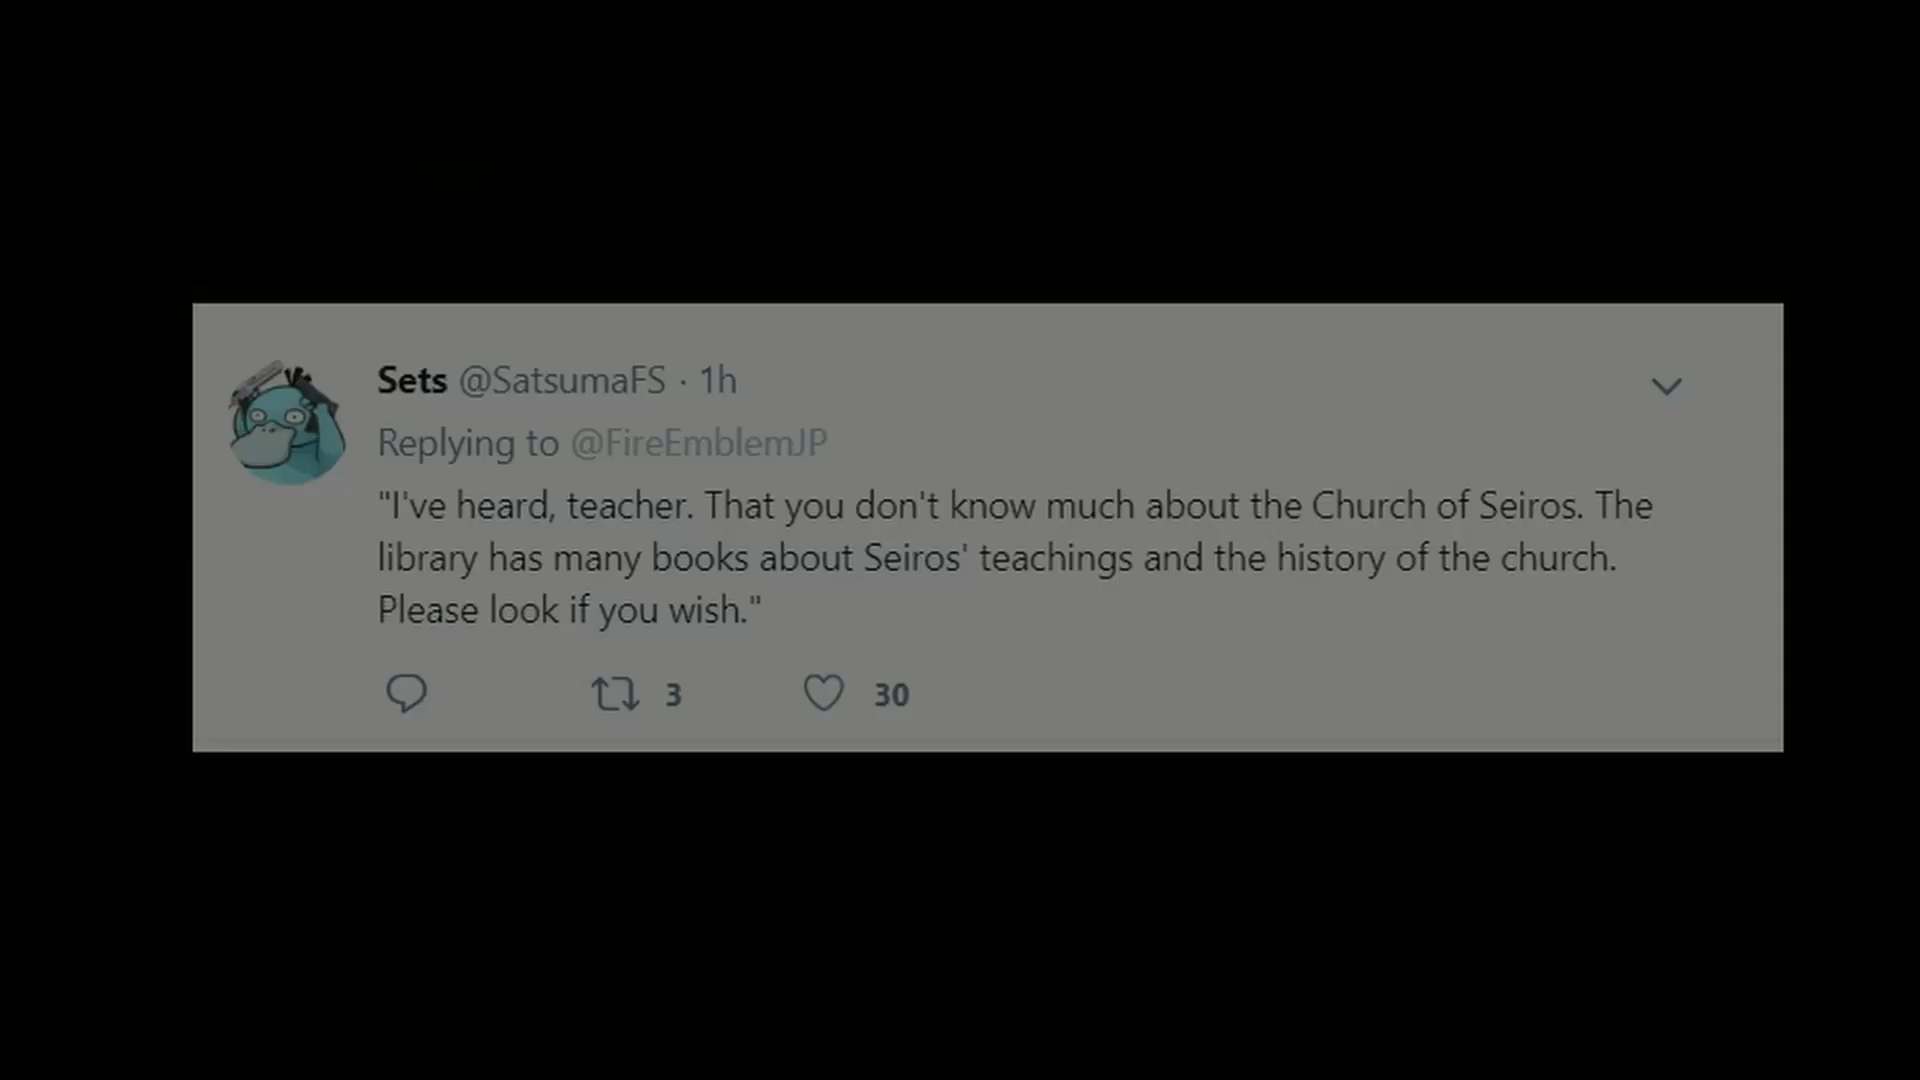 Sets @SatsumaFS · 1h
Replying to @FireEmblemJP
"I've heard, teacher. That you don't know much about the Church of Seiros. The
library has many books about Seiros' teachings and the history of the church.
Please look if you wish."
3 30